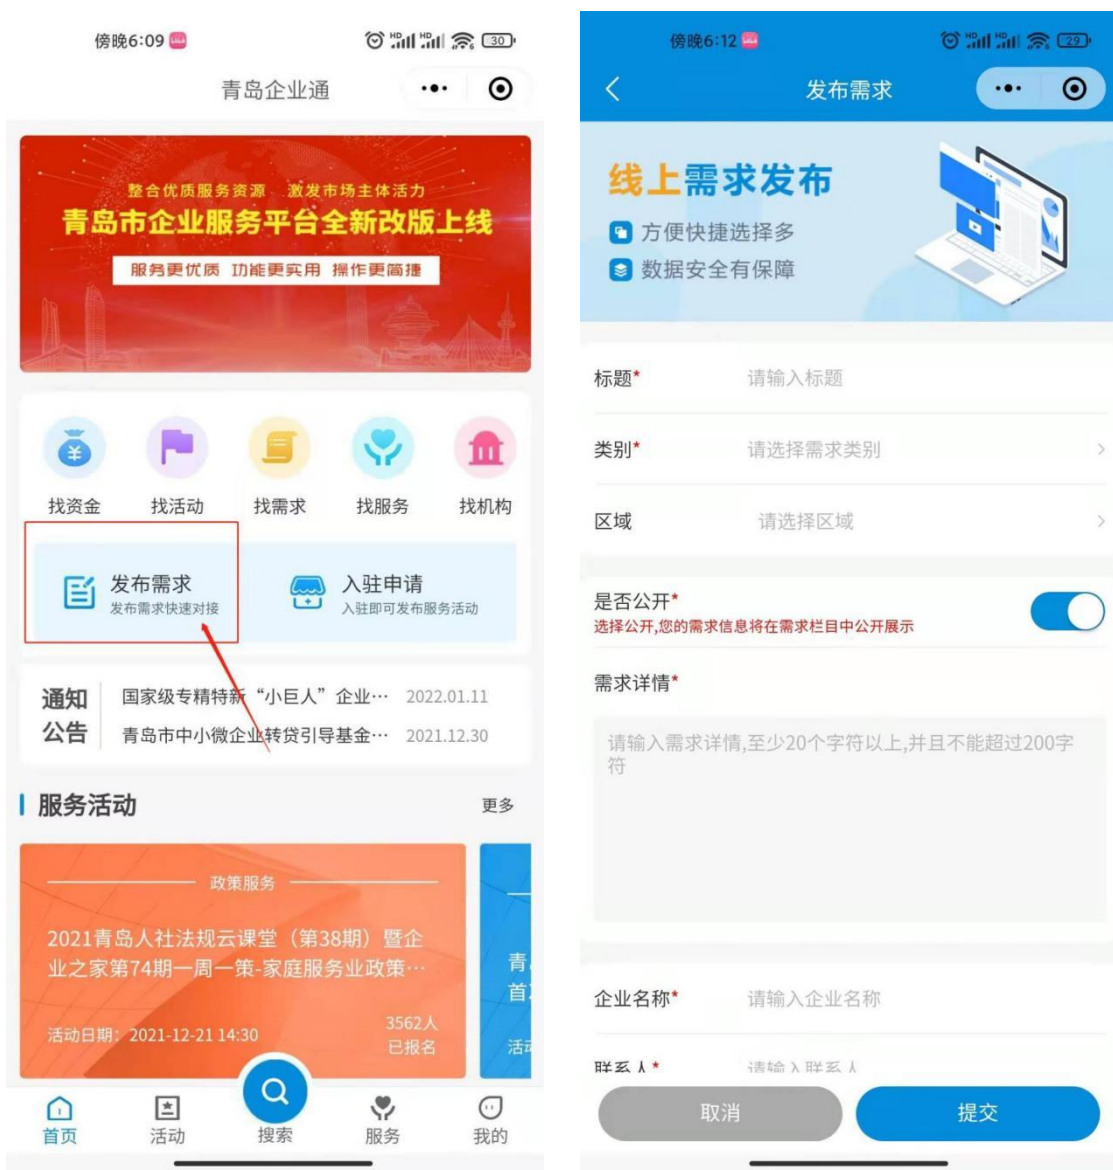 傍晚6:09
30
青岛企业通
整合优质服务资源 激发市场主体活力
青岛市企业服务平台全新改版上线
服务更优质 功能更实用 操作更简捷
找资金 找活动 找需求 找服务 找机构
发布需求
发布需求快速对接
入驻申请
入驻即可发布服务活动
通知
公告
国家级专精特新“小巨人”企业… 2022.01.11
青岛市中小微企业转贷引导基金… 2021.12.30
服务活动 更多
政策服务
2021青岛人社法规云课堂（第38期）暨企
业之家第74期一周一策-家庭服务业政策…
活动日期：2021-12-21 14:30
3562人
已报名
青
首
活
首页 活动 搜索 服务 我的
傍晚6:12
29
发布需求
线上需求发布
方便快捷选择多
数据安全有保障
标题* 请输入标题
类别* 请选择需求类别
区域 请选择区域
是否公开*
选择公开,您的需求信息将在需求栏目中公开展示
需求详情*
请输入需求详情,至少20个字符以上,并且不能超过200字
符
企业名称* 请输入企业名称
联系人* 请输入联系人
取消 提交